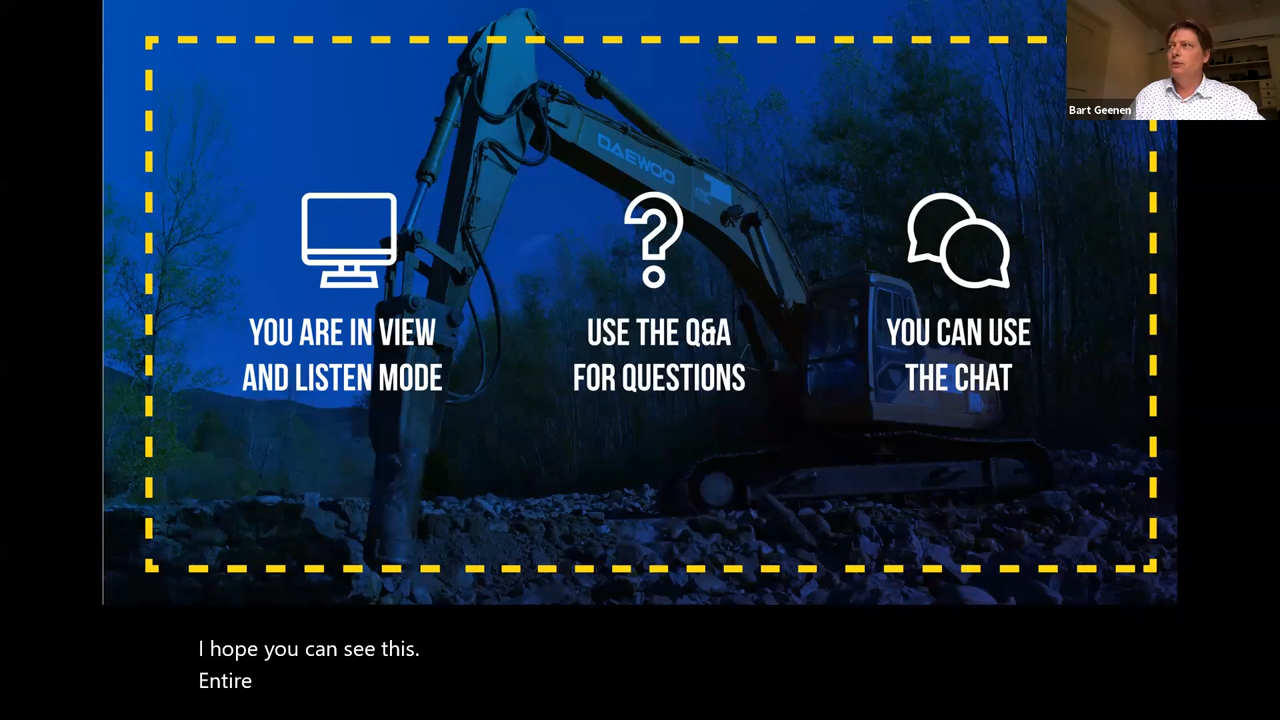 Bart Geenen
DAEWOO
YOU ARE IN VIEW
AND LISTEN MODE
USE THE Q&A
FOR QUESTIONS
YOU CAN USE
THE CHAT
I hope you can see this.
Entire